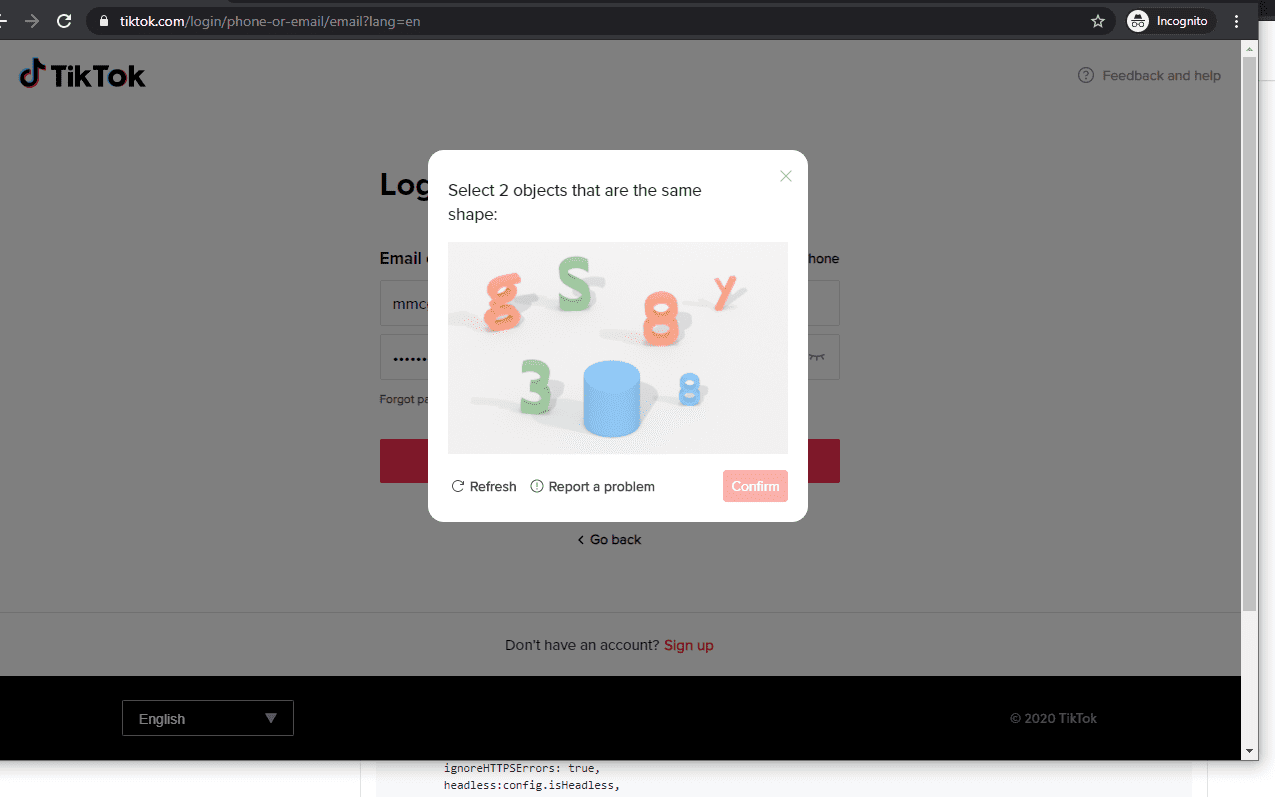 tiktok.com/login/phone-or-email/email?lang=en
Incognito
TikTok
Feedback and help
Log
Select 2 objects that are the same
shape:
Email
hone
mmc
g S 8 y
3 8
Forgot pa
Refresh Report a problem Confirm
Go back
Don't have an account? Sign up
English
© 2020 TikTok
ignoreHTTPSErrors: true,
headless:config.isHeadless,